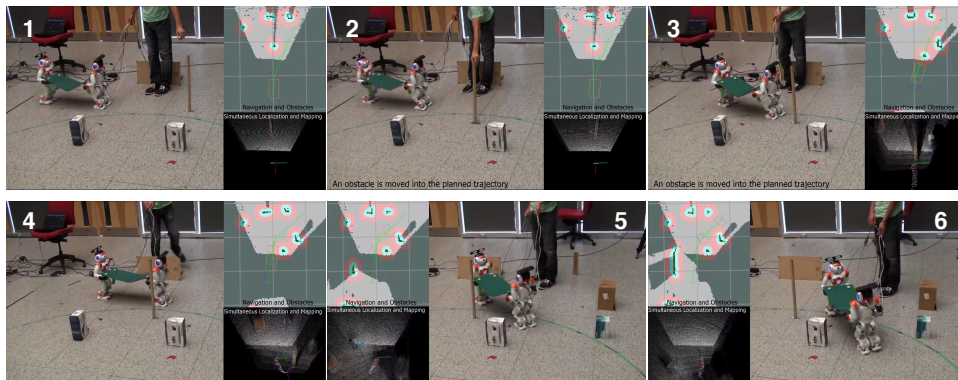 1
Navigation and Obstacles
Simultaneous Localization and Mapping
2
Navigation and Obstacles
Simultaneous Localization and Mapping
An obstacle is moved into the planned trajectory
3
Navigation and Obstacles
Simultaneous Localization and Mapping
An obstacle is moved into the planned trajectory
4
Navigation and Obstacles
Simultaneous Localization and Mapping
5
Navigation and Obstacles
Simultaneous Localization and Mapping
6
Navigation and Obstacles
Simultaneous Localization and Mapping